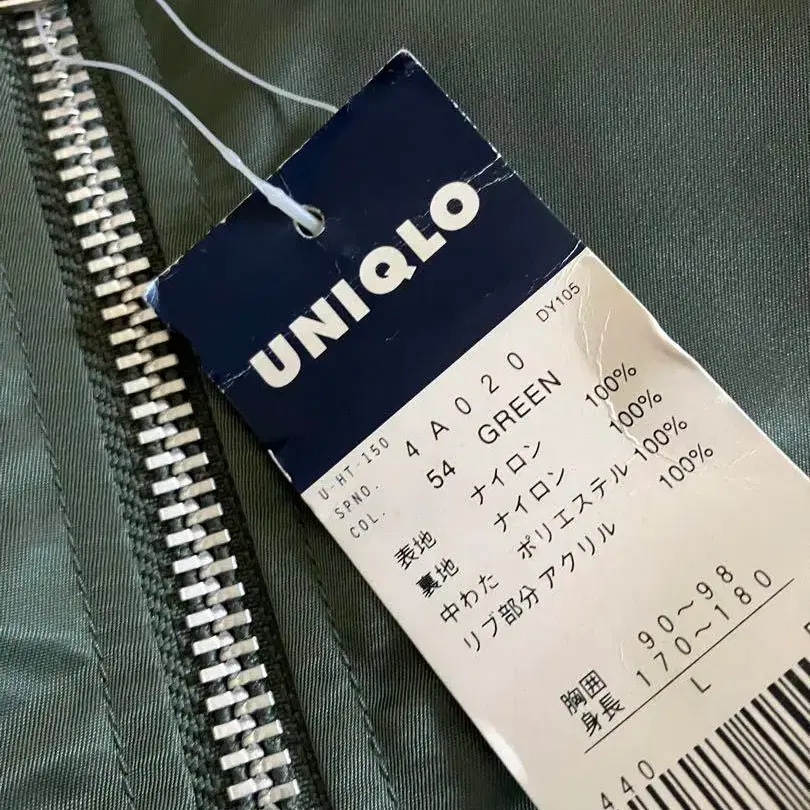 UNIQLO
DY105
U-HT-150
SPNO. 4A020
COL. 54 GREEN
表地 ナイロン 100%
裏地 ナイロン 100%
中わた ポリエステル 100%
リブ部分 アクリル 100%
胸囲 90~98
身長 170~180
L
440